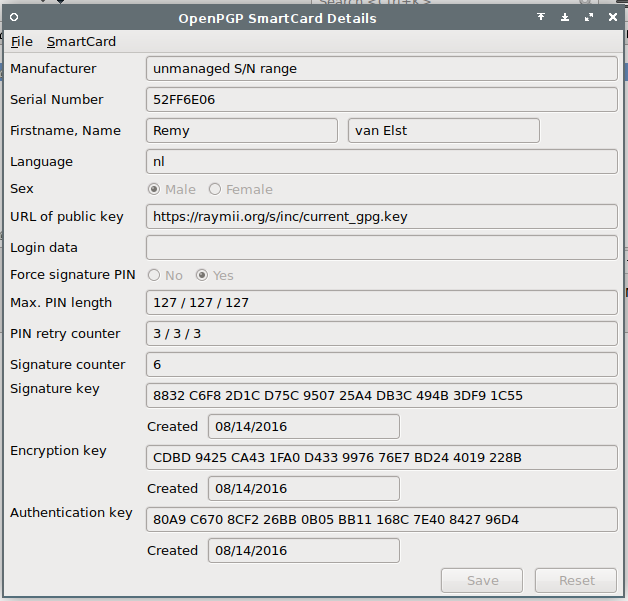 OpenPGP SmartCard Details
File SmartCard
Manufacturer unmanaged S/N range
Serial Number 52FF6E06
Firstname, Name Remy van Elst
Language nl
Sex Male Female
URL of public key https://raymii.org/s/inc/current_gpg.key
Login data
Force signature PIN No Yes
Max. PIN length 127 / 127 / 127
PIN retry counter 3 / 3 / 3
Signature counter 6
Signature key 8832 C6F8 2D1C D75C 9507 25A4 DB3C 494B 3DF9 1C55
Created 08/14/2016
Encryption key CDBD 9425 CA43 1FA0 D433 9976 76E7 BD24 4019 228B
Created 08/14/2016
Authentication key 80A9 C670 8CF2 26BB 0B05 BB11 168C 7E40 8427 96D4
Created 08/14/2016
Save Reset